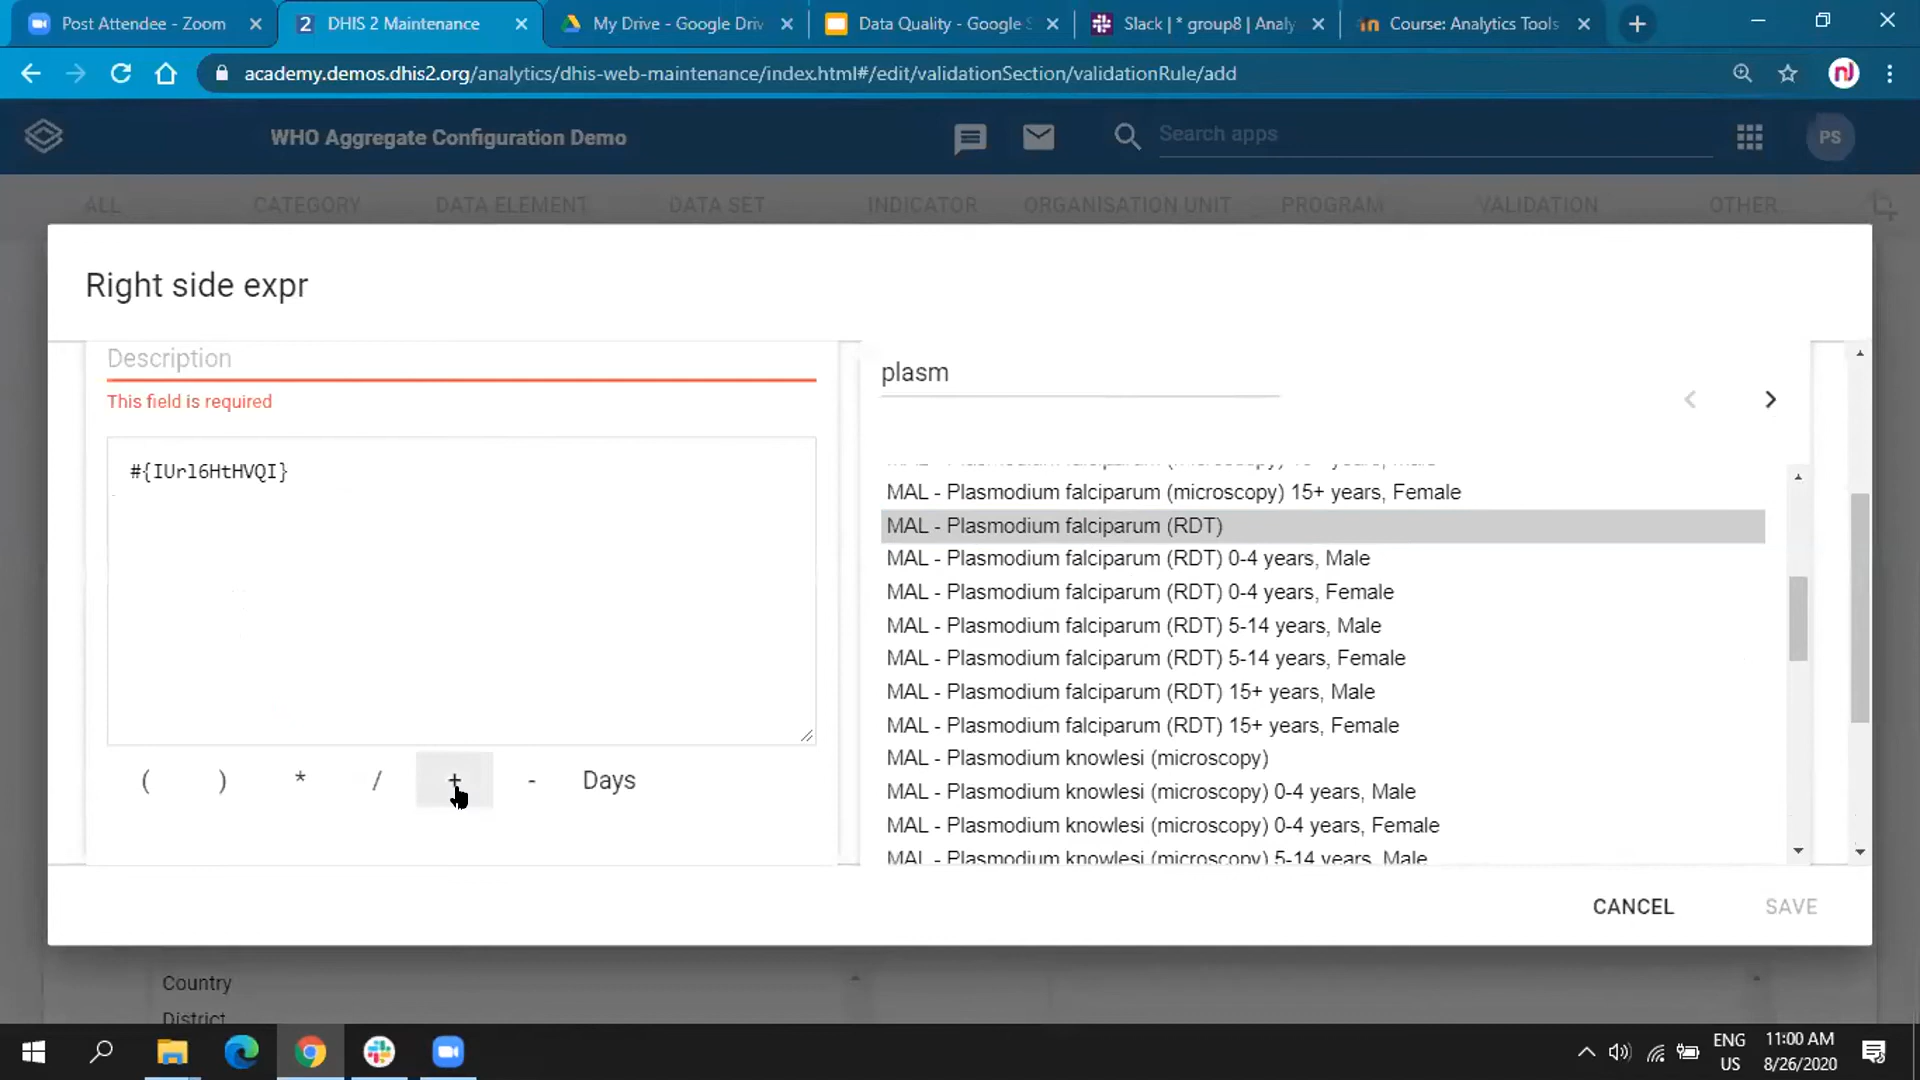 Post Attendee - Zoom
DHIS 2 Maintenance
My Drive - Google Driv
Data Quality - Google S
Slack | * group8 | Analy
Course: Analytics Tools
academy.demos.dhis2.org/analytics/dhis-web-maintenance/index.html#/edit/validationSection/validationRule/add
WHO Aggregate Configuration Demo
Search apps
PS
ALL CATEGORY DATA ELEMENT DATA SET INDICATOR ORGANISATION UNIT PROGRAM VALIDATION OTHER
Right side expr
Description
This field is required
#{IUrl6HtHVQI}
( ) * / + - Days
plasm
MAL - Plasmodium falciparum (microscopy) 15+ years, Male
MAL - Plasmodium falciparum (microscopy) 15+ years, Female
MAL - Plasmodium falciparum (RDT)
MAL - Plasmodium falciparum (RDT) 0-4 years, Male
MAL - Plasmodium falciparum (RDT) 0-4 years, Female
MAL - Plasmodium falciparum (RDT) 5-14 years, Male
MAL - Plasmodium falciparum (RDT) 5-14 years, Female
MAL - Plasmodium falciparum (RDT) 15+ years, Male
MAL - Plasmodium falciparum (RDT) 15+ years, Female
MAL - Plasmodium knowlesi (microscopy)
MAL - Plasmodium knowlesi (microscopy) 0-4 years, Male
MAL - Plasmodium knowlesi (microscopy) 0-4 years, Female
MAL - Plasmodium knowlesi (microscopy) 5-14 years, Male
CANCEL SAVE
Country
District
ENG
US
11:00 AM
8/26/2020